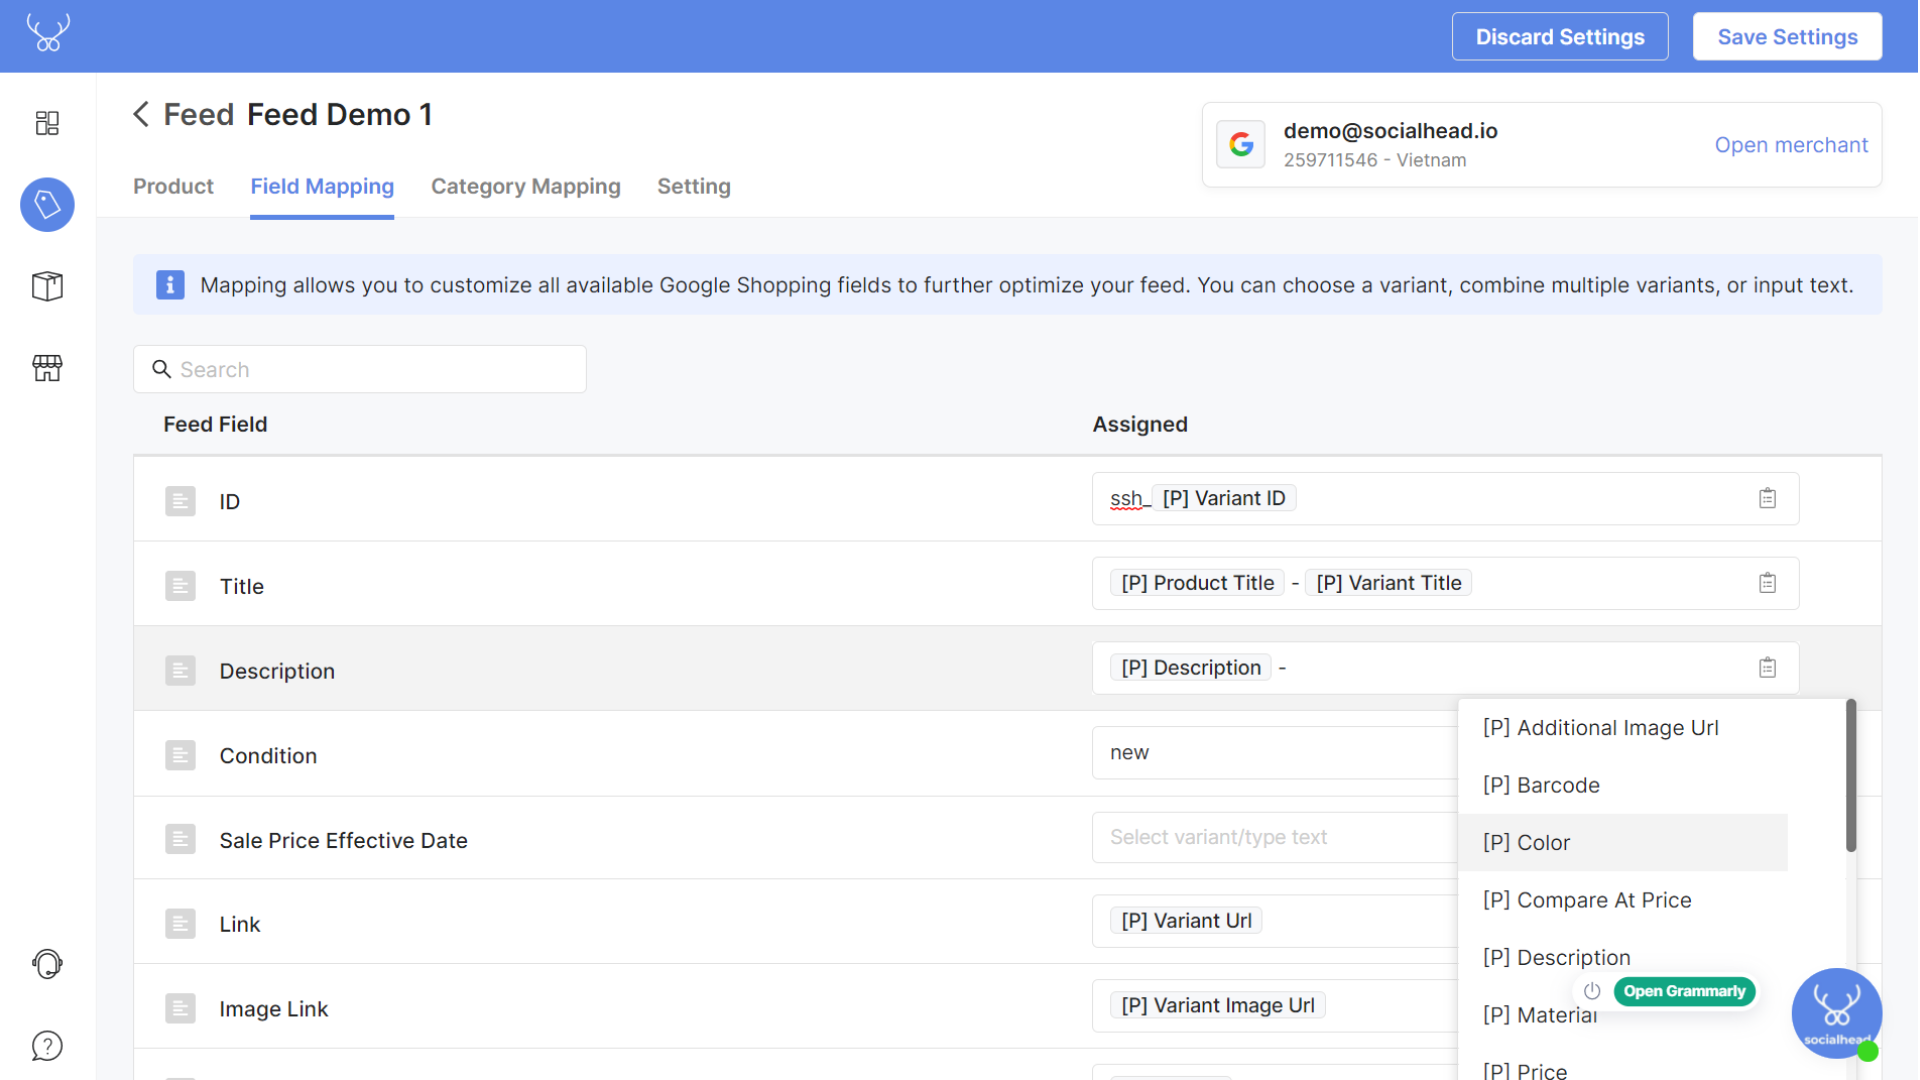 Discard Settings
Save Settings
Feed Feed Demo 1
demo@socialhead.io
259711546 - Vietnam
Open merchant
Product
Field Mapping
Category Mapping
Setting
Mapping allows you to customize all available Google Shopping fields to further optimize your feed. You can choose a variant, combine multiple variants, or input text.
Search
Feed Field
Assigned
ID
ssh_ [P] Variant ID
Title
[P] Product Title - [P] Variant Title
Description
[P] Description -
Condition
new
Sale Price Effective Date
Select variant/type text
Link
[P] Variant Url
Image Link
[P] Variant Image Url
[P] Additional Image Url
[P] Barcode
[P] Color
[P] Compare At Price
[P] Description
Open Grammarly
[P] Material
[P] Price
socialhead